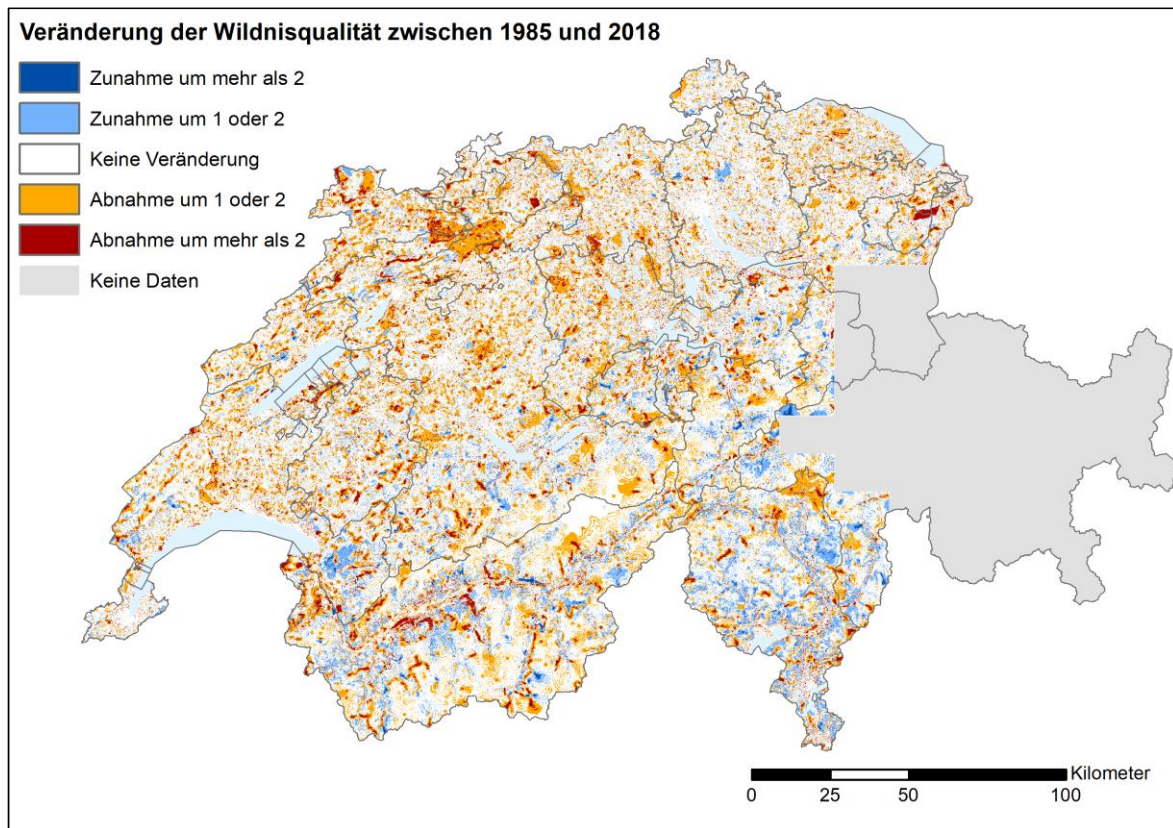 Veränderung der Wildnisqualität zwischen 1985 und 2018
Zunahme um mehr als 2
Zunahme um 1 oder 2
Keine Veränderung
Abnahme um 1 oder 2
Abnahme um mehr als 2
Keine Daten
Kilometer
0 25 50 100